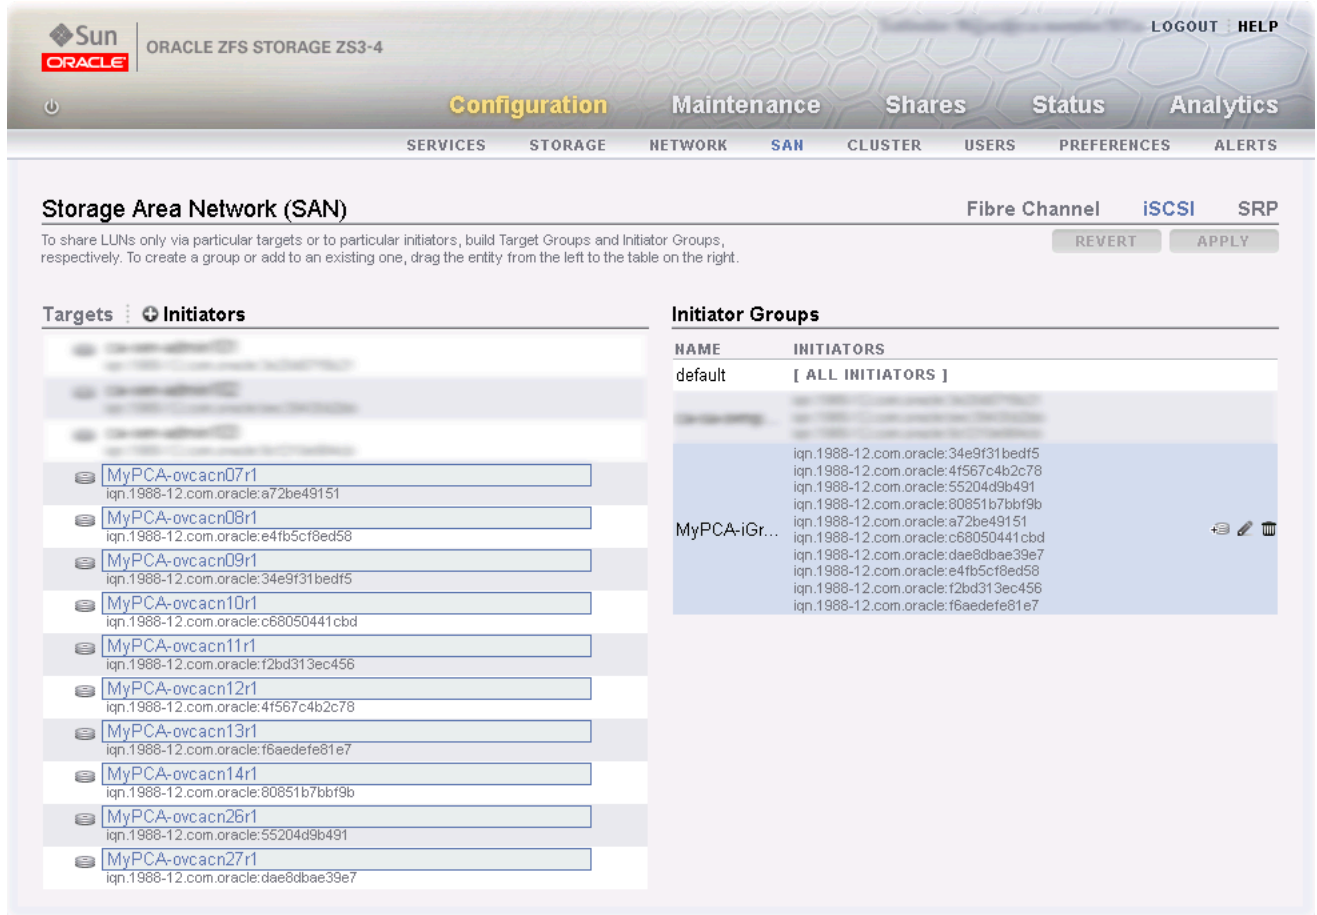 Sun
ORACLE
ORACLE ZFS STORAGE ZS3-4
LOGOUT HELP
Configuration Maintenance Shares Status Analytics
SERVICES STORAGE NETWORK SAN CLUSTER USERS PREFERENCES ALERTS
Storage Area Network (SAN)
Fibre Channel iSCSI SRP
To share LUNs only via particular targets or to particular initiators, build Target Groups and Initiator Groups,
respectively. To create a group or add to an existing one, drag the entity from the left to the table on the right.
REVERT APPLY
Targets Initiators
MyPCA-ovcacn07r1
iqn.1988-12.com.oracle:a72be49151
MyPCA-ovcacn08r1
iqn.1988-12.com.oracle:e4fb5cf8ed58
MyPCA-ovcacn09r1
iqn.1988-12.com.oracle:34e9f31bedf5
MyPCA-ovcacn10r1
iqn.1988-12.com.oracle:c68050441cbd
MyPCA-ovcacn11r1
iqn.1988-12.com.oracle:f2bd313ec456
MyPCA-ovcacn12r1
iqn.1988-12.com.oracle:4f567c4b2c78
MyPCA-ovcacn13r1
iqn.1988-12.com.oracle:f6aedefe81e7
MyPCA-ovcacn14r1
iqn.1988-12.com.oracle:80851b7bbf9b
MyPCA-ovcacn26r1
iqn.1988-12.com.oracle:55204d9b491
MyPCA-ovcacn27r1
iqn.1988-12.com.oracle:dae8dbae39e7
Initiator Groups
NAME INITIATORS
default [ ALL INITIATORS ]
MyPCA-iGr...
iqn.1988-12.com.oracle:34e9f31bedf5
iqn.1988-12.com.oracle:4f567c4b2c78
iqn.1988-12.com.oracle:55204d9b491
iqn.1988-12.com.oracle:80851b7bbf9b
iqn.1988-12.com.oracle:a72be49151
iqn.1988-12.com.oracle:c68050441cbd
iqn.1988-12.com.oracle:dae8dbae39e7
iqn.1988-12.com.oracle:e4fb5cf8ed58
iqn.1988-12.com.oracle:f2bd313ec456
iqn.1988-12.com.oracle:f6aedefe81e7